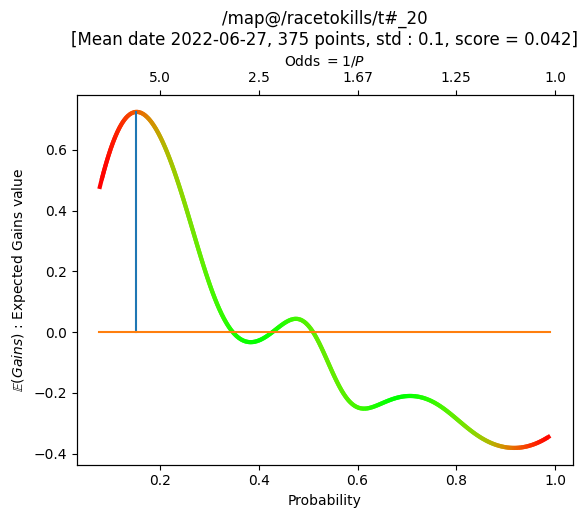 /map@/racetokills/t#_20
[Mean date 2022-06-27, 375 points, std : 0.1, score = 0.042]
Odds = 1/P
5.0 2.5 1.67 1.25 1.0
0.6
0.4
0.2
0.0
−0.2
−0.4
𝔼(Gains) : Expected Gains value
0.2 0.4 0.6 0.8 1.0
Probability